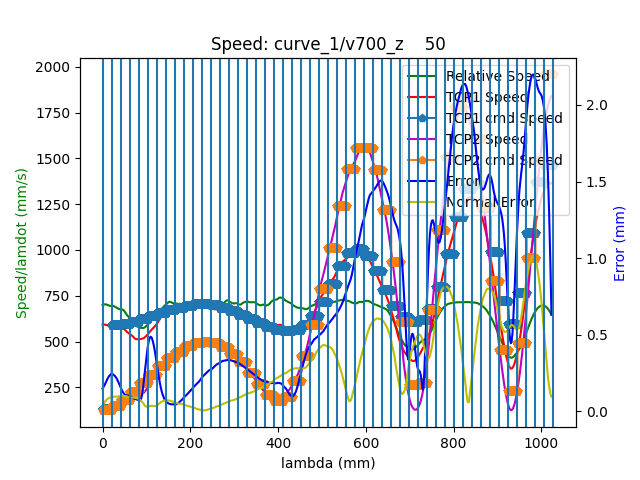 Speed: curve_1/v700_z    50
Relative Speed
TCP1 Speed
TCP1 cmd Speed
TCP2 Speed
TCP2 cmd Speed
Error
Normal Error
2000
1750
1500
1250
1000
750
500
250
Speed/lamdot (mm/s)
2.0
1.5
1.0
0.5
0.0
Error (mm)
0
200
400
600
800
1000
lambda (mm)